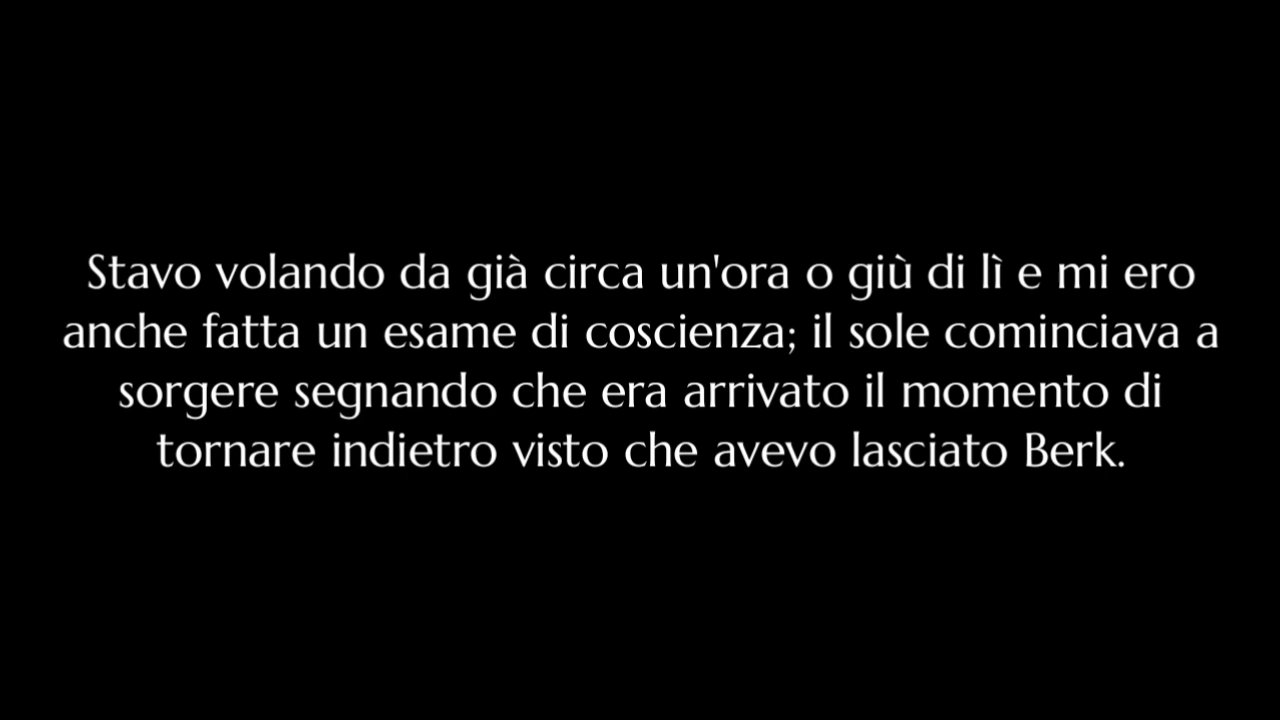 Stavo volando da già circa un'ora o giù di lì e mi ero
anche fatta un esame di coscienza; il sole cominciava a
sorgere segnando che era arrivato il momento di
tornare indietro visto che avevo lasciato Berk.